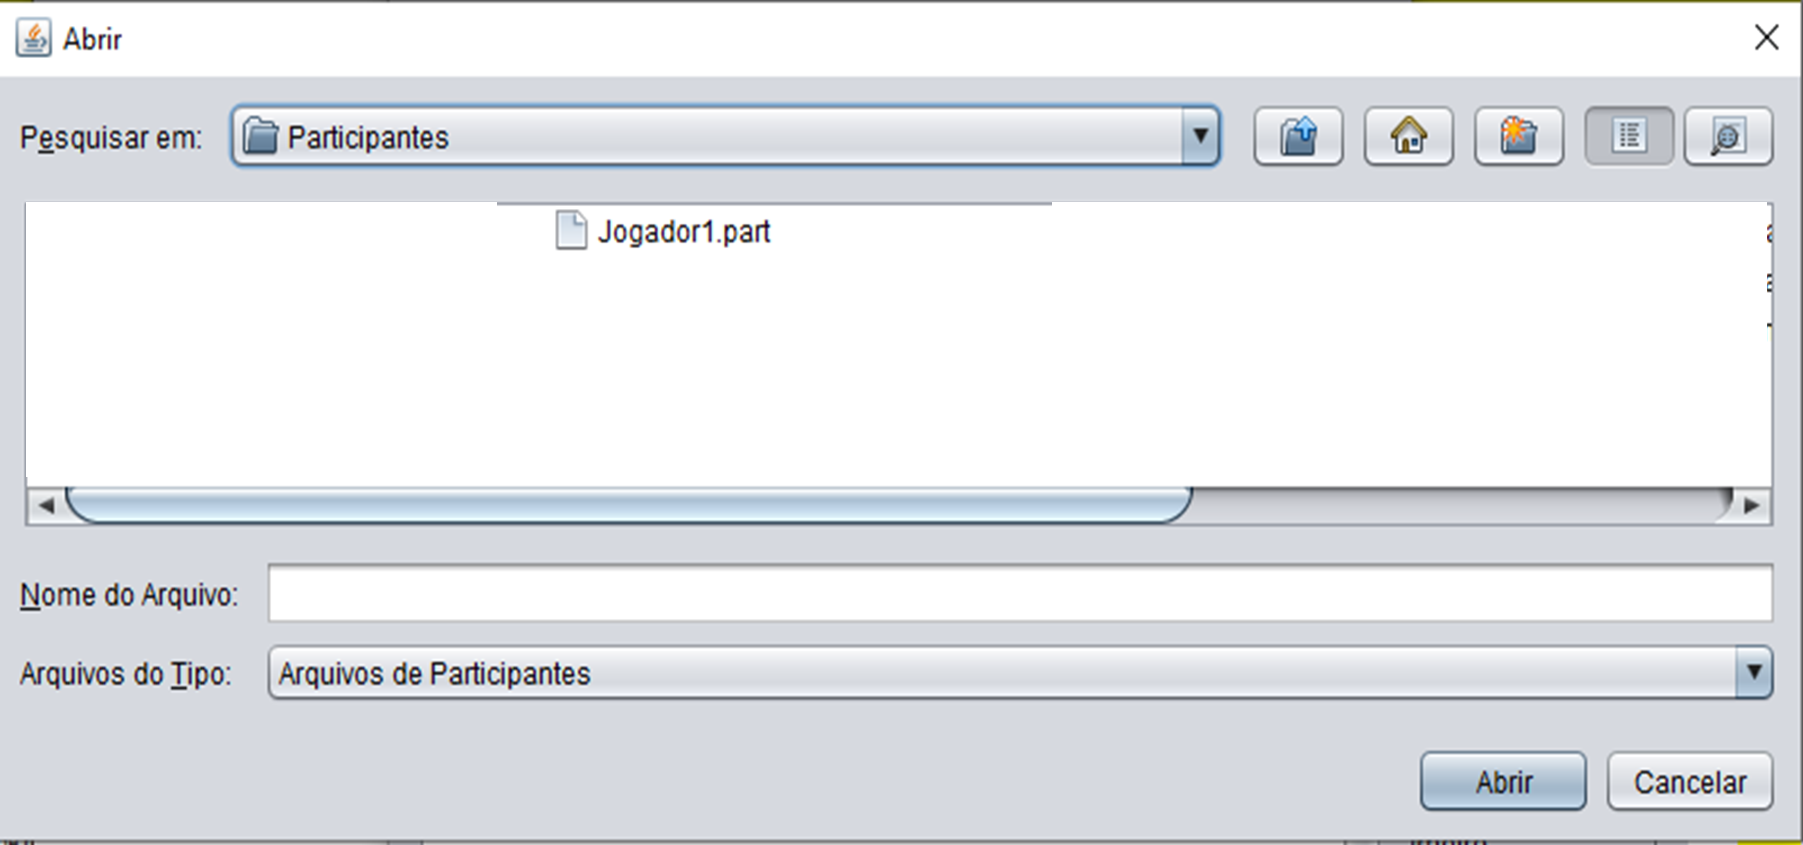 Abrir
Pesquisar em: Participantes
Jogador1.part
Nome do Arquivo:
Arquivos do Tipo: Arquivos de Participantes
Abrir Cancelar